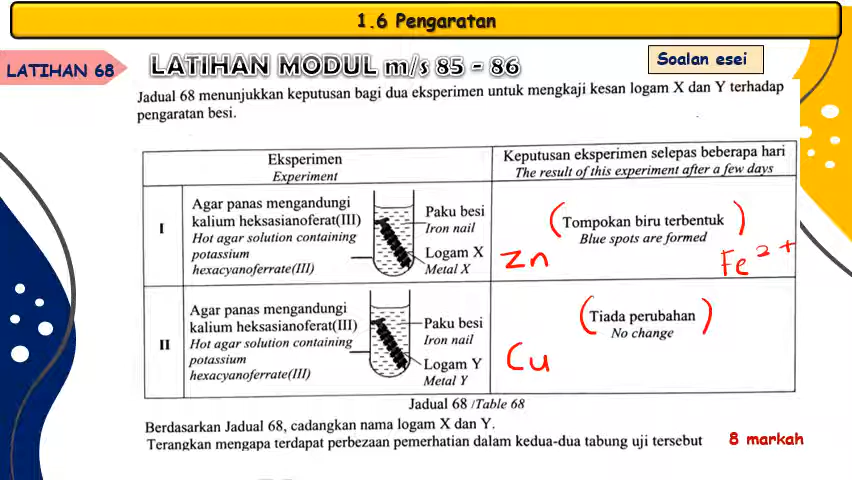 1.6 Pengaratan
LATIHAN 68
LATIHAN MODUL m/s 85 - 86
Soalan esei
Jadual 68 menunjukkan keputusan bagi dua eksperimen untuk mengkaji kesan logam X dan Y terhadap
pengaratan besi.
Eksperimen
Experiment
Keputusan eksperimen selepas beberapa hari
The result of this experiment after a few days
I
Agar panas mengandungi
kalium heksasianoferat(III)
Hot agar solution containing
potassium
hexacyanoferrate(III)
Paku besi
Iron nail
Logam X
Metal X
(Tompokan biru terbentuk)
Blue spots are formed
Zn
Fe2+
II
Agar panas mengandungi
kalium heksasianoferat(III)
Hot agar solution containing
potassium
hexacyanoferrate(III)
Paku besi
Iron nail
Logam Y
Metal Y
(Tiada perubahan)
No change
Cu
Jadual 68 /Table 68
Berdasarkan Jadual 68, cadangkan nama logam X dan Y.
Terangkan mengapa terdapat perbezaan pemerhatian dalam kedua-dua tabung uji tersebut
8 markah